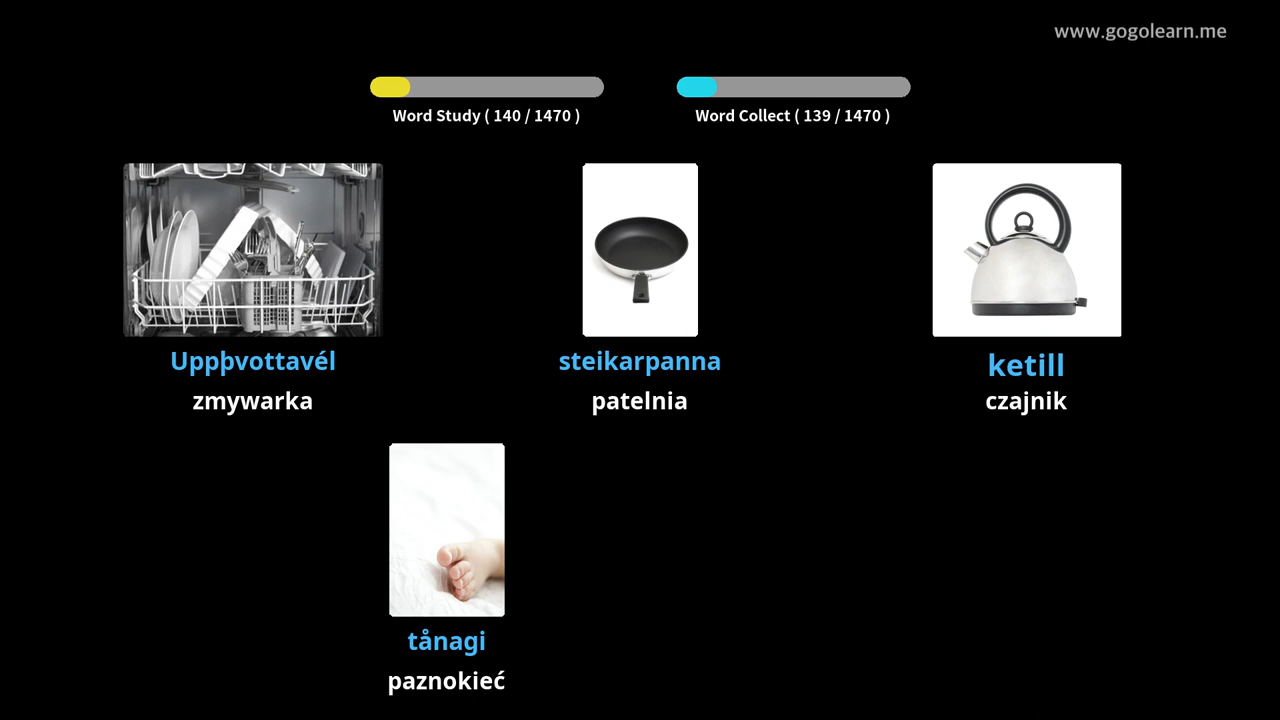 www.gogolearn.me
Word Study ( 140 / 1470 )
Word Collect ( 139 / 1470 )
Uppþvottavél
zmywarka
steikarpanna
patelnia
ketill
czajnik
tånagi
paznokieć